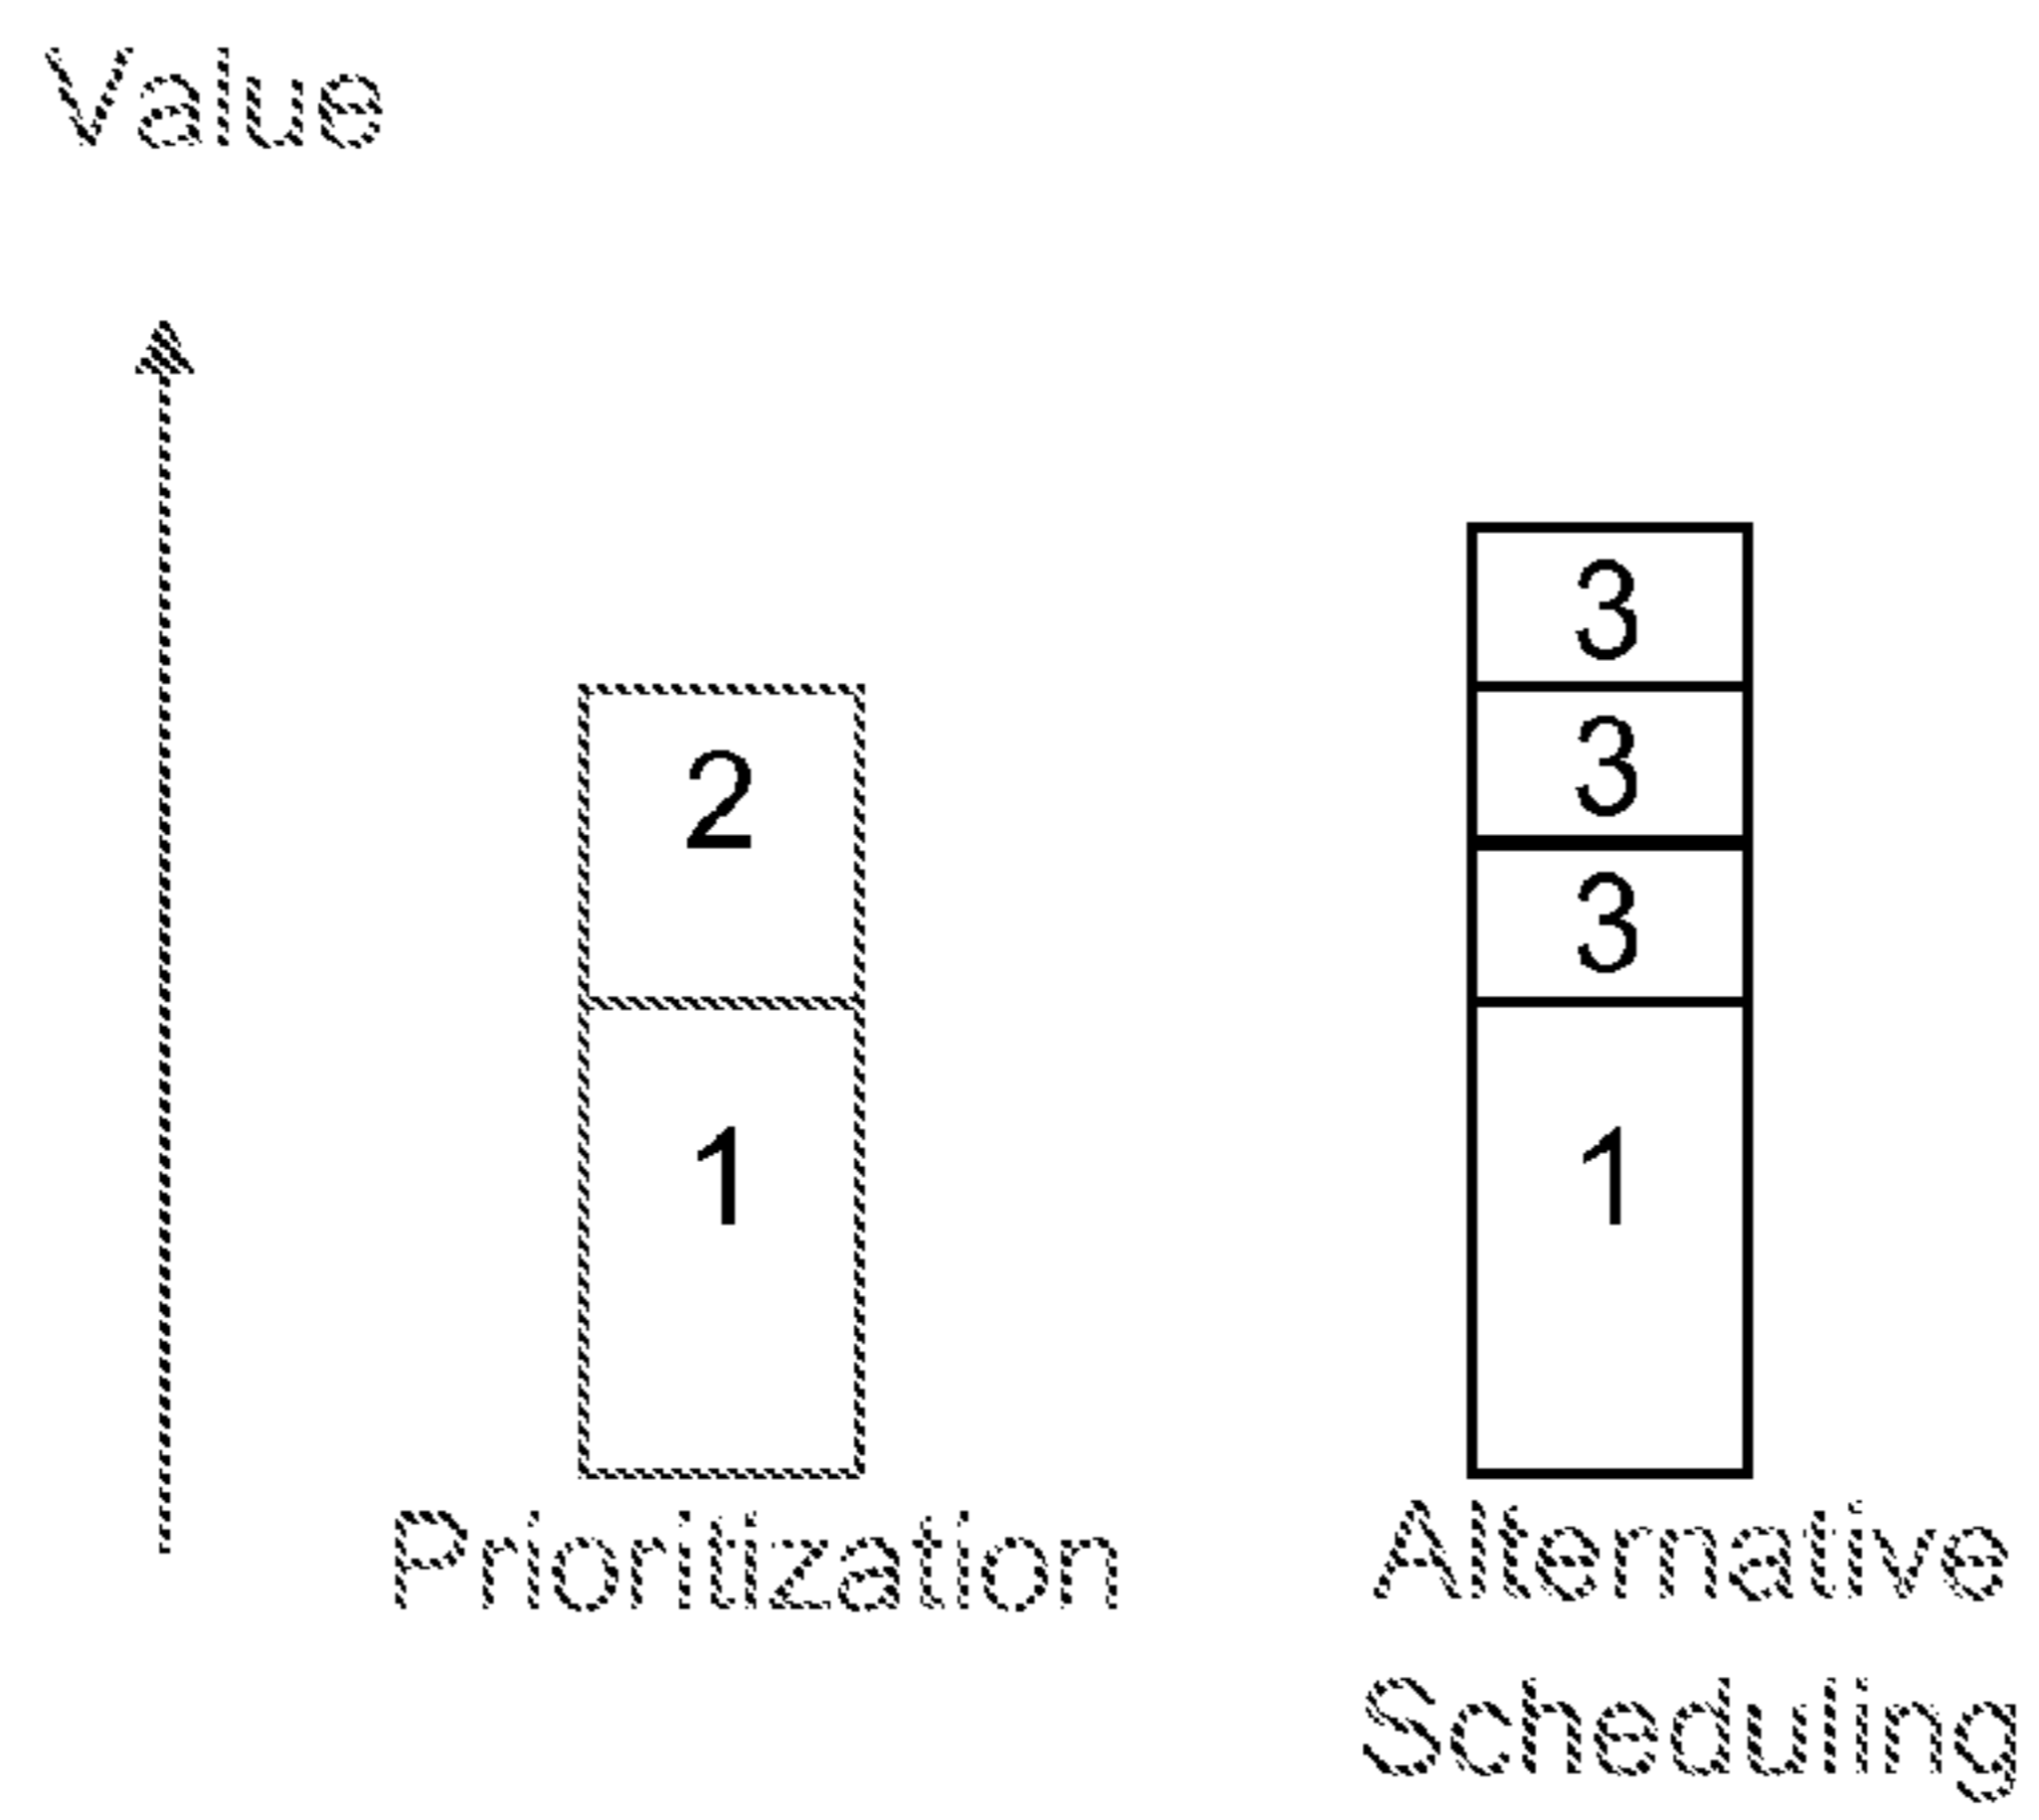 Value
3
2
3
3
1
1
Prioritization
Alternative
Scheduling